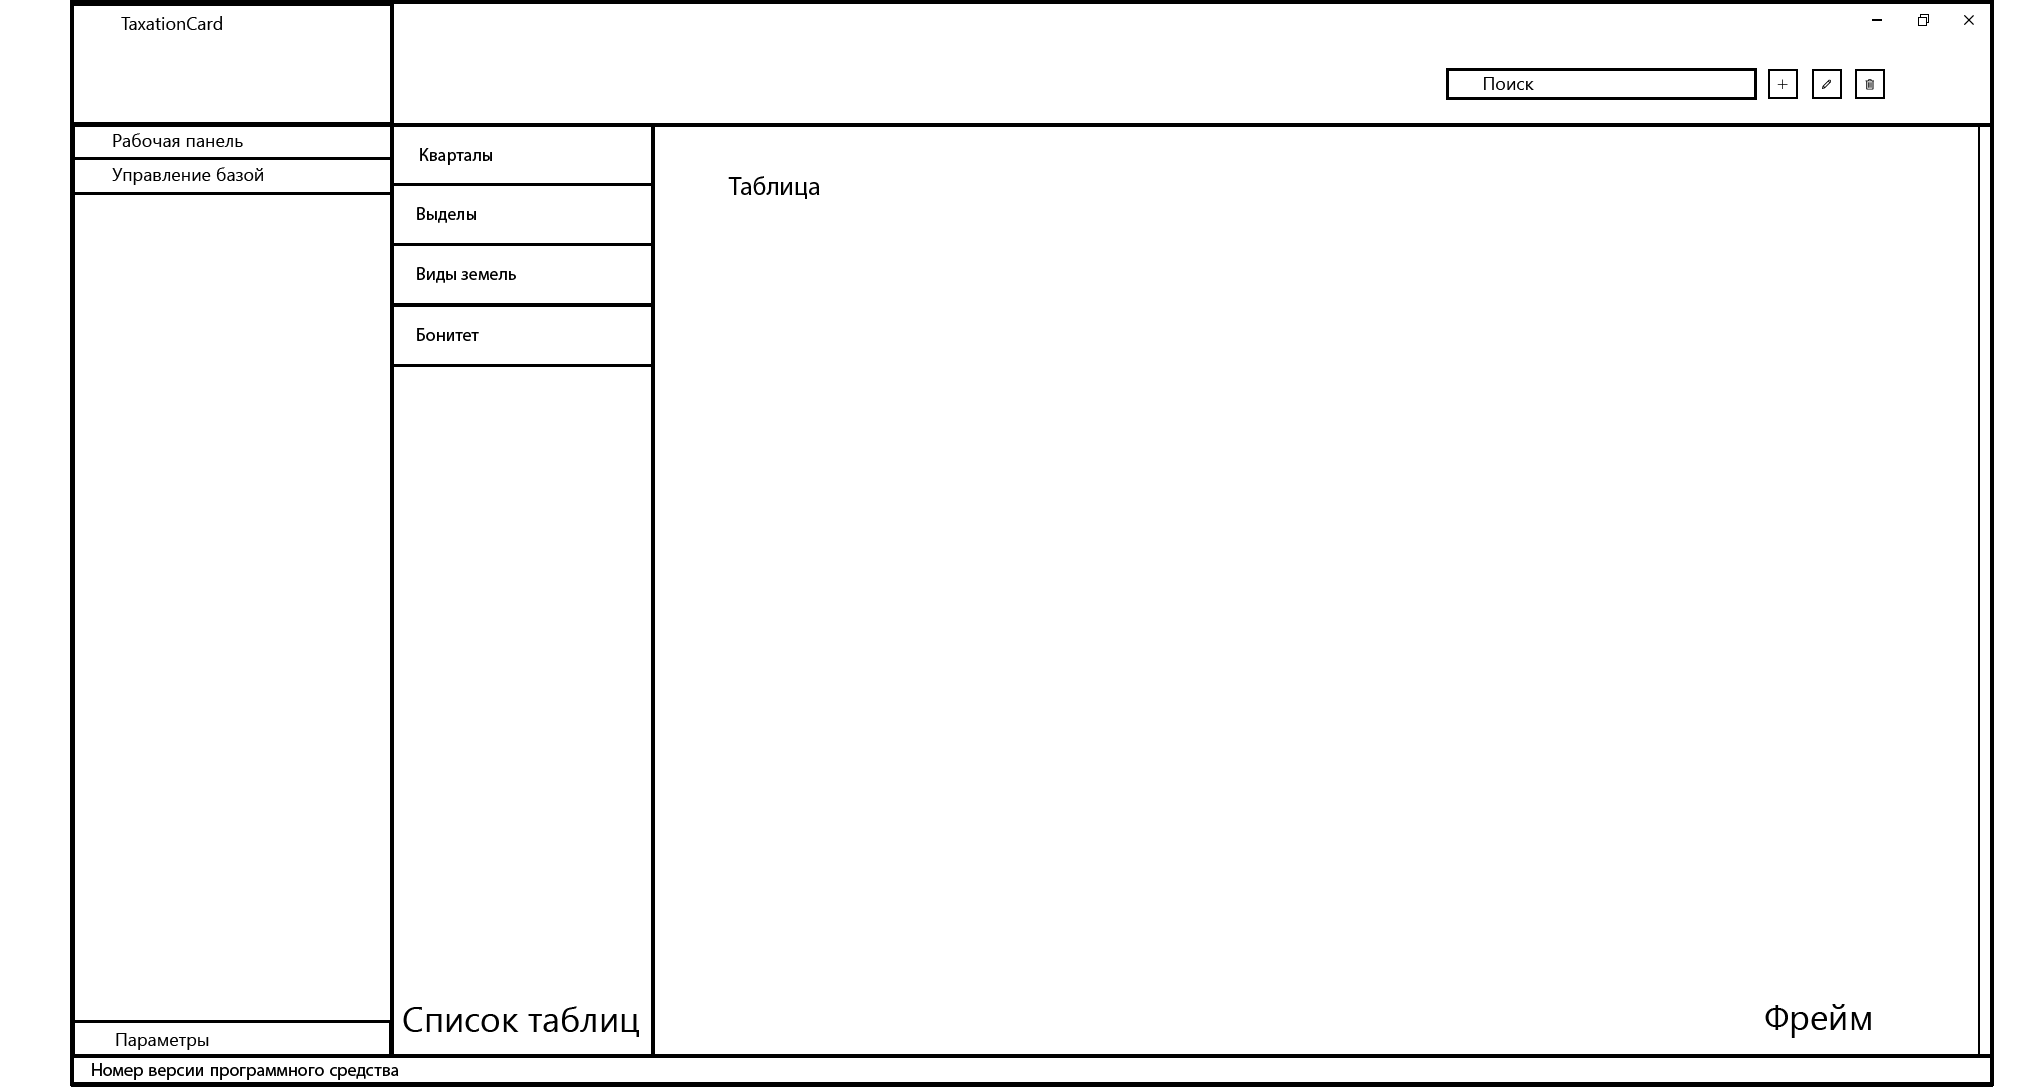 TaxationCard
Поиск
Рабочая панель
Управление базой
Кварталы
Выделы
Виды земель
Бонитет
Таблица
Список таблиц
Фрейм
Параметры
Номер версии программного средства